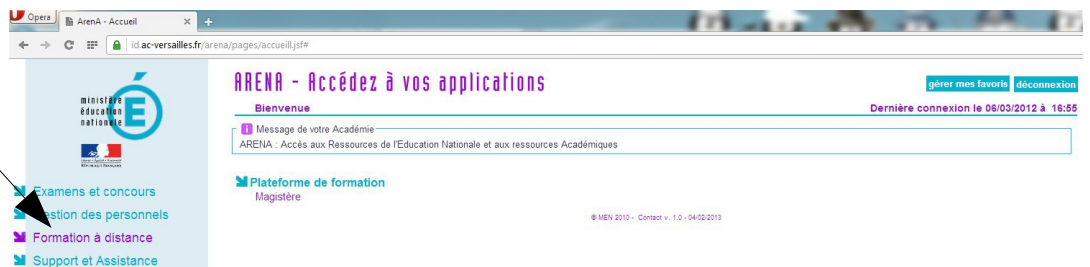 Opera
ArenA - Accueil
id.ac-versailles.fr/arena/pages/accueill.jsf#
ministère
éducation
nationale
ARENA - Accédez à vos applications
gérer mes favoris déconnexion
Bienvenue
Dernière connexion le 06/03/2012 à 16:55
Message de votre Académie
ARENA : Accés aux Ressources de l'Education Nationale et aux ressources Académiques
Examens et concours
Gestion des personnels
Formation à distance
Support et Assistance
Plateforme de formation
Magistère
© MEN 2010 - Contact v. 1.0 - 04/02/2013